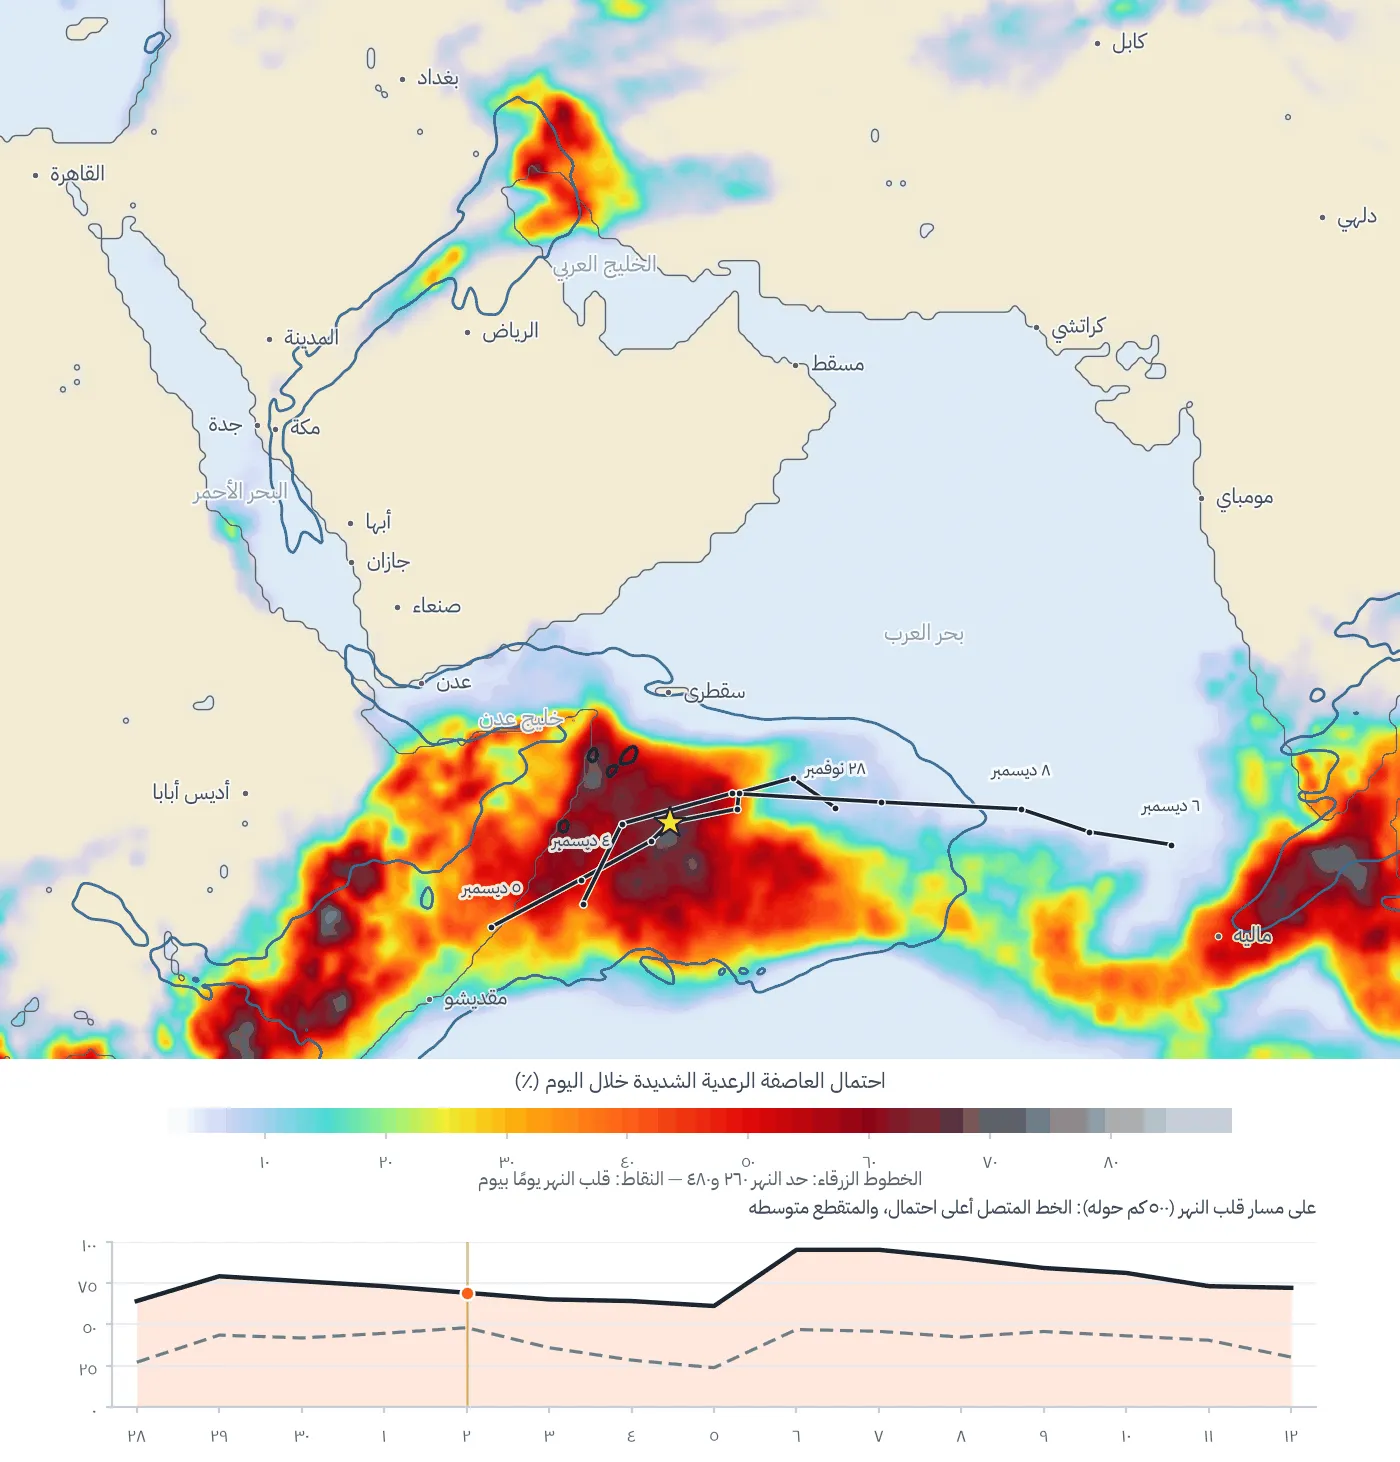 كابل
بغداد
القاهرة
دلهي
الخليج العربي
كراتشي
الرياض
المدينة
مسقط
جدة
مكة
البحر الأحمر
مومباي
أبها
جازان
صنعاء
بحر العرب
عدن
سقطرى
خليج عدن
٢٨ نوفمبر
٨ ديسمبر
أديس أبابا
٦ ديسمبر
٤ ديسمبر
٥ ديسمبر
ماليه
مقديشو
احتمال العاصفة الرعدية الشديدة خلال اليوم (٪)
١٠ ٢٠ ٣٠ ٤٠ ٥٠ ٦٠ ٧٠ ٨٠
الخطوط الزرقاء: حد النهر ٢٦٠ و٤٨٠ — النقاط: قلب النهر يومًا بيوم
على مسار قلب النهر (٥٠٠ كم حوله): الخط المتصل أعلى احتمال، والمتقطع متوسطه
١٠٠
٧٥
٥٠
٢٥
٠
٢٨ ٢٩ ٣٠ ١ ٢ ٣ ٤ ٥ ٦ ٧ ٨ ٩ ١٠ ١١ ١٢